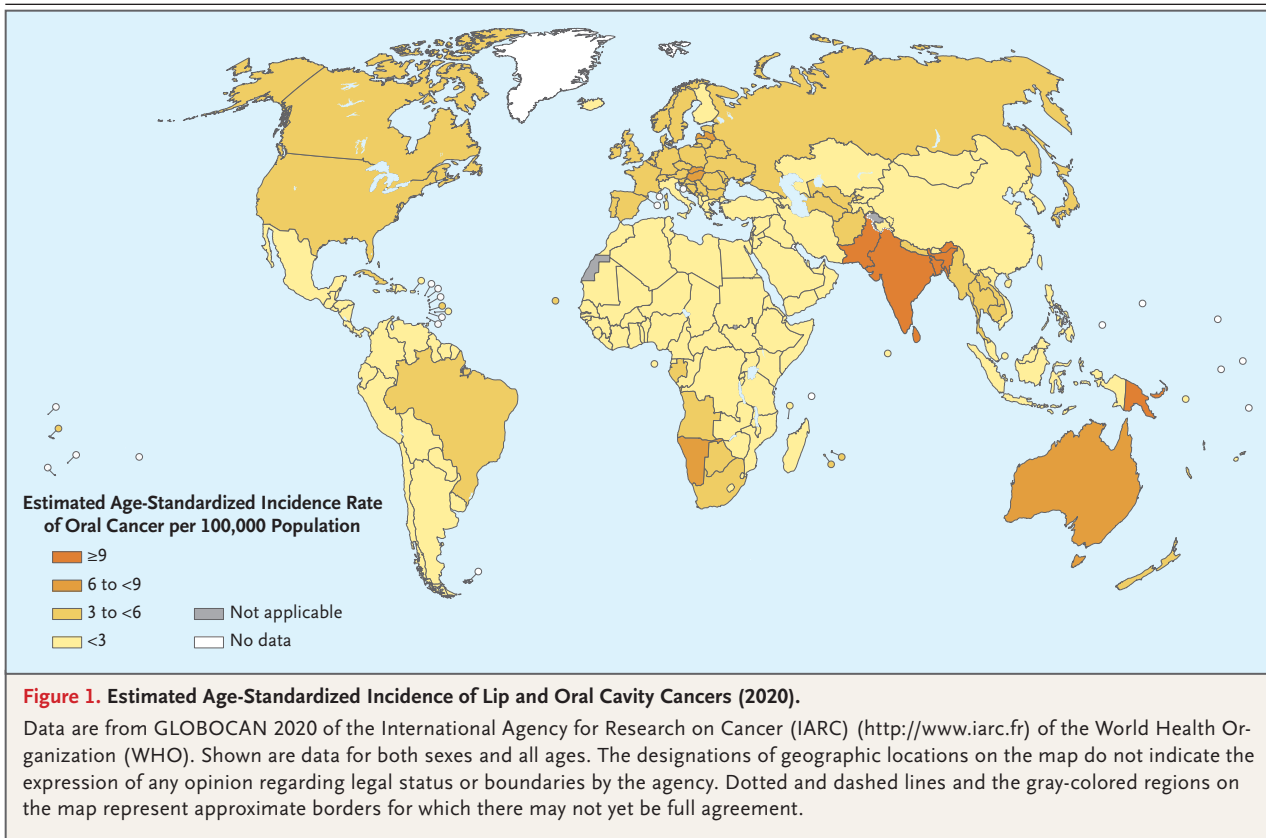 Estimated Age-Standardized Incidence Rate
of Oral Cancer per 100,000 Population
≥9
6 to <9
3 to <6
<3
Not applicable
No data
Figure 1. Estimated Age-Standardized Incidence of Lip and Oral Cavity Cancers (2020).
Data are from GLOBOCAN 2020 of the International Agency for Research on Cancer (IARC) (http://www.iarc.fr) of the World Health Or-
ganization (WHO). Shown are data for both sexes and all ages. The designations of geographic locations on the map do not indicate the
expression of any opinion regarding legal status or boundaries by the agency. Dotted and dashed lines and the gray-colored regions on
the map represent approximate borders for which there may not yet be full agreement.